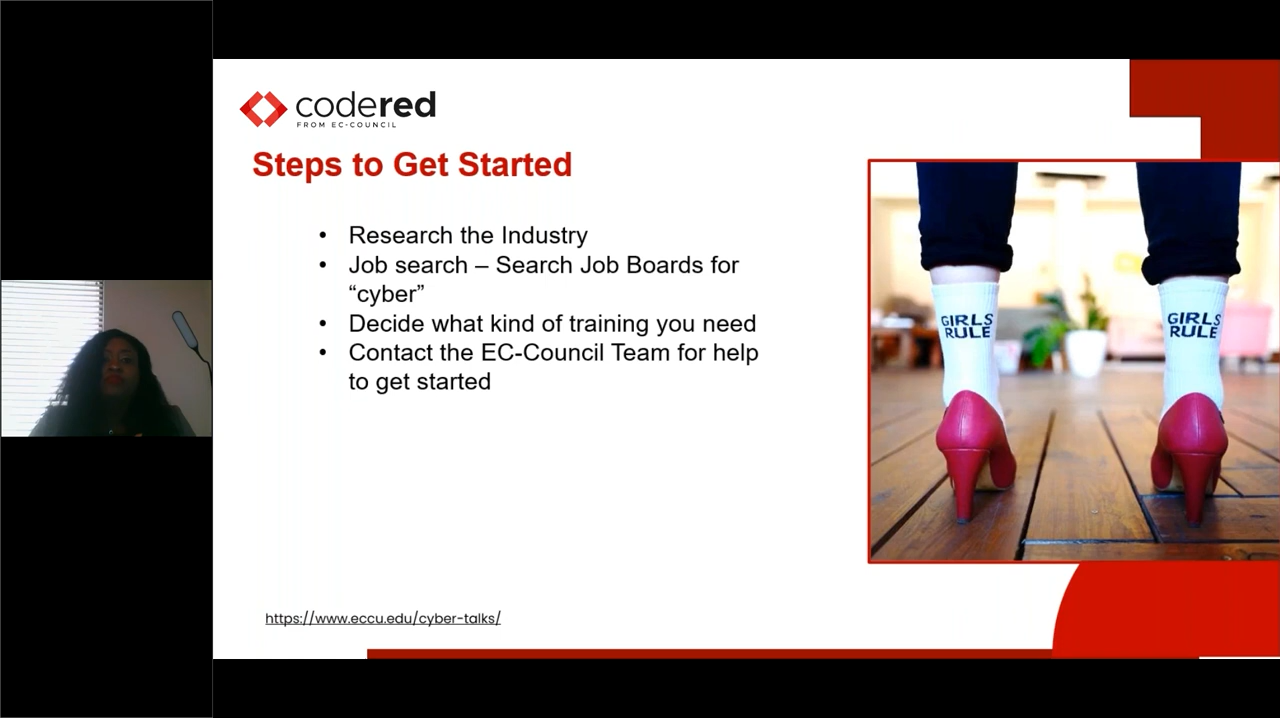 codered
FROM EC-COUNCIL
Steps to Get Started
• Research the Industry
• Job search – Search Job Boards for
“cyber”
• Decide what kind of training you need
• Contact the EC-Council Team for help
to get started
GIRLS
RULE
GIRLS
RULE
https://www.eccu.edu/cyber-talks/